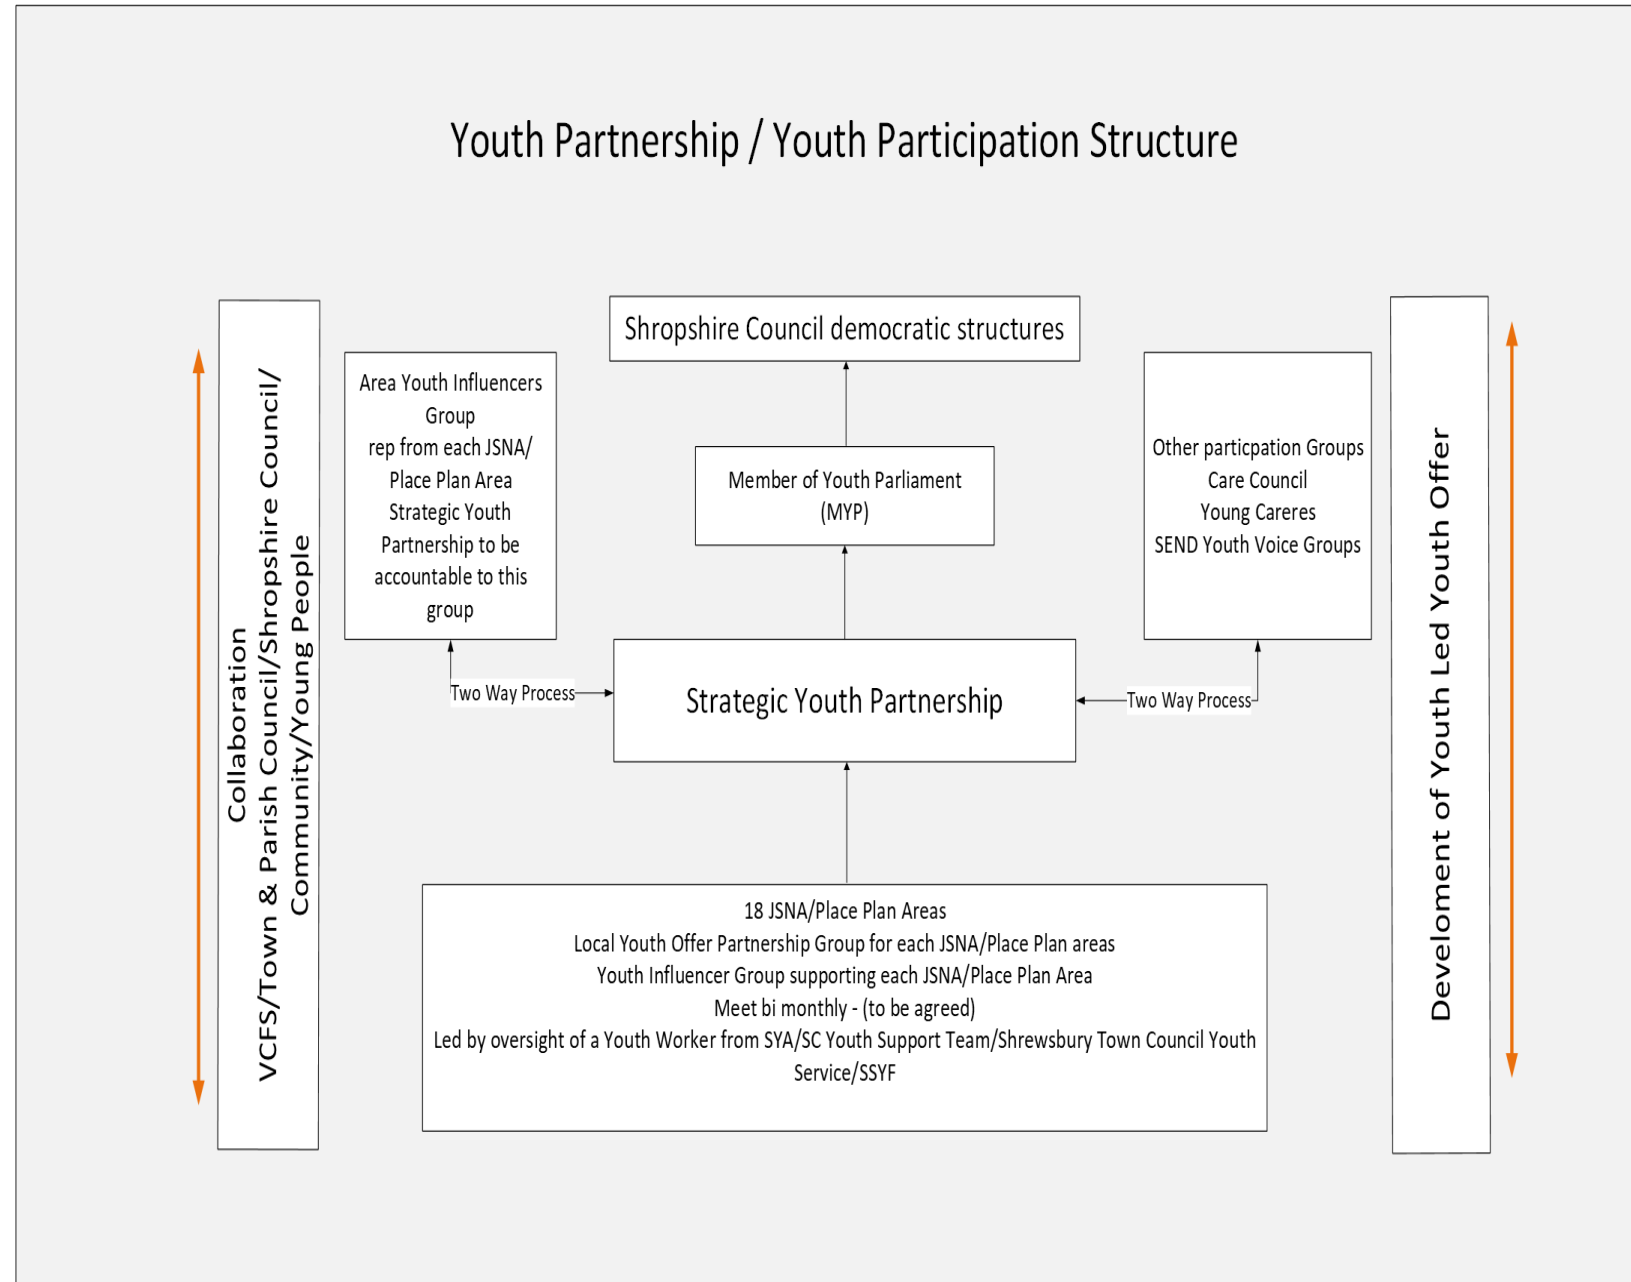 Youth Partnership / Youth Participation Structure
Collaboration
VCFS/Town & Parish Council/Shropshire Council/
Community/Young People
Area Youth Influencers
Group
rep from each JSNA/
Place Plan Area
Strategic Youth
Partnership to be
accountable to this
group
Shropshire Council democratic structures
Member of Youth Parliament
(MYP)
Other particpation Groups
Care Council
Young Careres
SEND Youth Voice Groups
Two Way Process
Strategic Youth Partnership
Two Way Process
18 JSNA/Place Plan Areas
Local Youth Offer Partnership Group for each JSNA/Place Plan areas
Youth Influencer Group supporting each JSNA/Place Plan Area
Meet bi monthly - (to be agreed)
Led by oversight of a Youth Worker from SYA/SC Youth Support Team/Shrewsbury Town Council Youth
Service/SSYF
Develoment of Youth Led Youth Offer